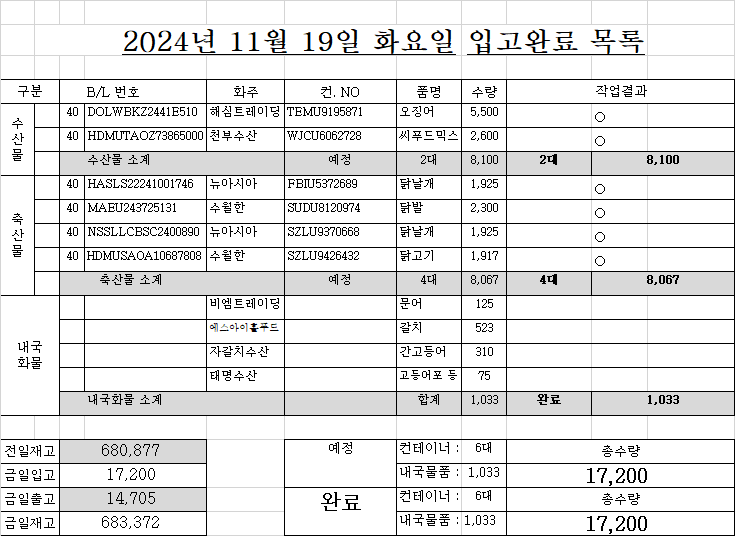 2024년 11월 19일 화요일 입고완료 목록
구분 B/L 번호 화주 컨. NO 품명 수량 작업결과
수산물
40 DOLWBKZ2441E510 해심트레이딩 TEMU9195871 오징어 5,500 ○
40 HDMUTAOZ73865000 천부수산 WJCU6062728 씨푸드믹스 2,600 ○
수산물 소계 예정 2대 8,100 2대 8,100
축산물
40 HASLS22241001746 뉴아시아 FBIU5372689 닭날개 1,925 ○
40 MAEU243725131 수월한 SUDU8120974 닭발 2,300 ○
40 NSSLLCBSC2400890 뉴아시아 SZLU9370668 닭날개 1,925 ○
40 HDMUSAOA10687808 수월한 SZLU9426432 닭고기 1,917 ○
축산물 소계 예정 4대 8,067 4대 8,067
내국화물
비엠트레이딩 문어 125
에스아이홀푸드 갈치 523
자갈치수산 간고등어 310
태명수산 고등어포 등 75
내국화물 소계 합계 1,033 완료 1,033
전일재고 680,877 예정 컨테이너 : 6대 총수량
금일입고 17,200 내국물품 : 1,033 17,200
금일출고 14,705 완료 컨테이너 : 6대 총수량
금일재고 683,372 내국물품 : 1,033 17,200